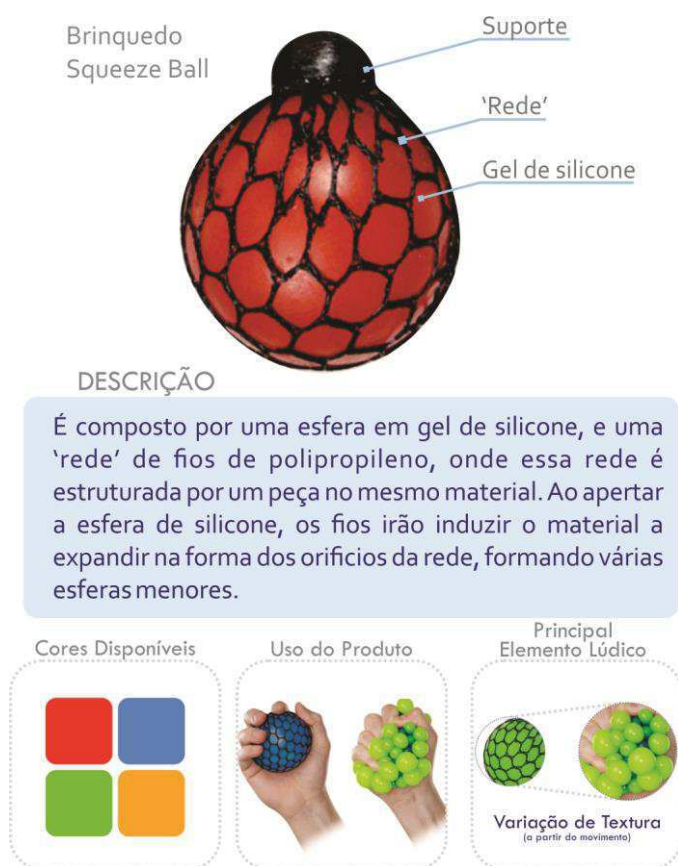 Brinquedo
Squeeze Ball
Suporte
‘Rede’
Gel de silicone
DESCRIÇÃO
É composto por uma esfera em gel de silicone, e uma
‘rede’ de fios de polipropileno, onde essa rede é
estruturada por um peça no mesmo material. Ao apertar
a esfera de silicone, os fios irão induzir o material a
expandir na forma dos orificios da rede, formando várias
esferas menores.
Cores Disponíveis
Uso do Produto
Principal
Elemento Lúdico
Variação de Textura
(a partir do movimento)